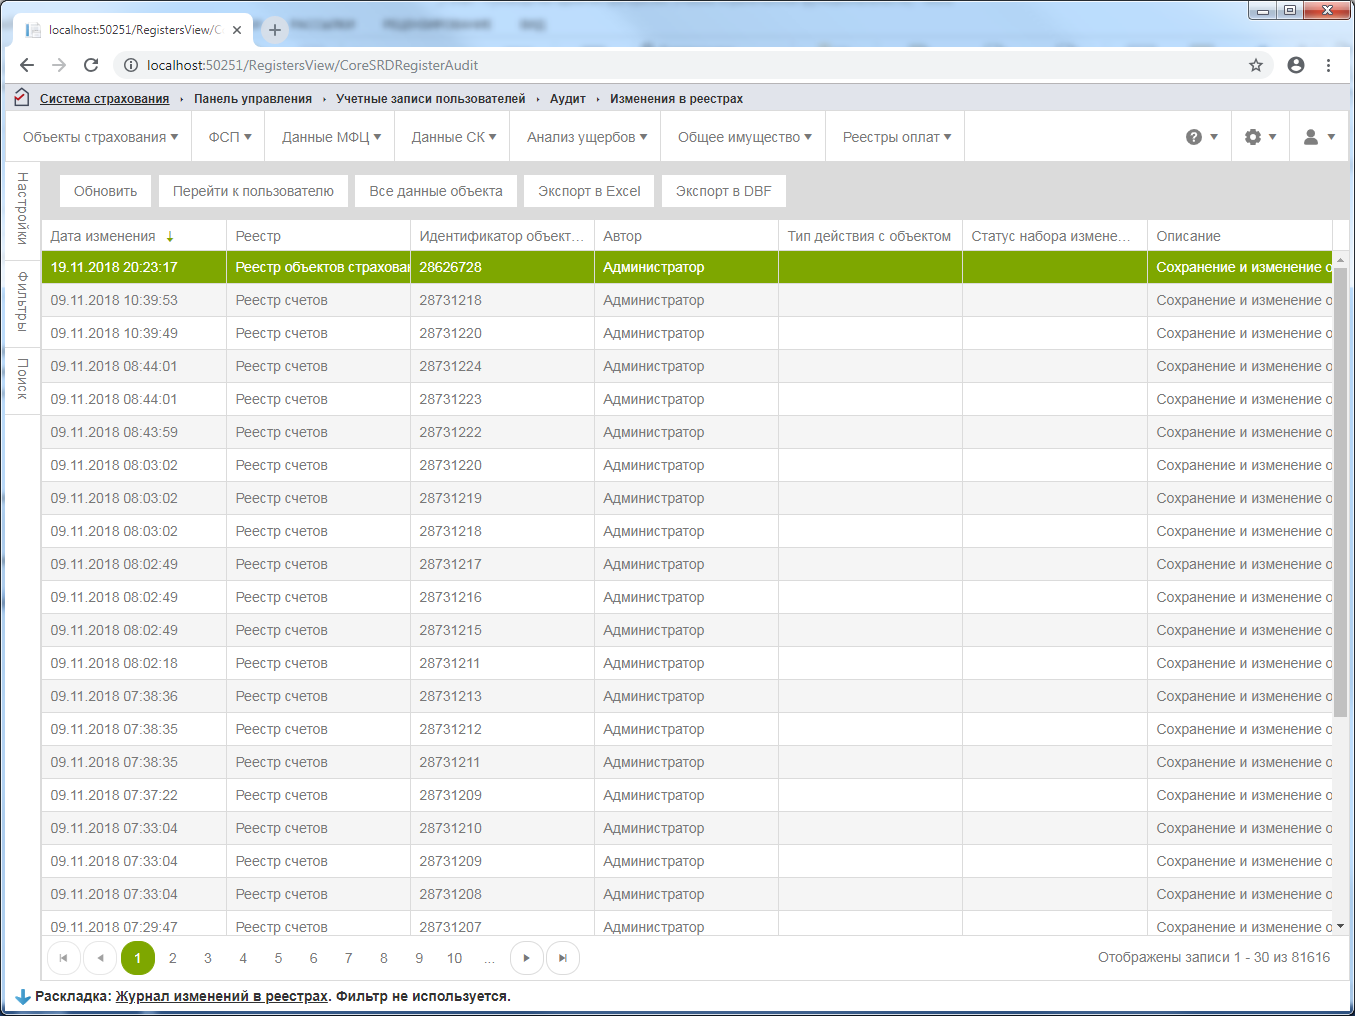 localhost:50251/RegistersView/C
localhost:50251/RegistersView/CoreSRDRegisterAudit
Система страхования › Панель управления › Учетные записи пользователей › Аудит › Изменения в реестрах
Объекты страхования ФСП Данные МФЦ Данные СК Анализ ущербов Общее имущество Реестры оплат
Настройки
Фильтры
Поиск
Обновить Перейти к пользователю Все данные объекта Экспорт в Excel Экспорт в DBF
Дата изменения ↓ Реестр Идентификатор объект... Автор Тип действия с объектом Статус набора измене... Описание
19.11.2018 20:23:17 Реестр объектов страхован 28626728 Администратор Сохранение и изменение о
09.11.2018 10:39:53 Реестр счетов 28731218 Администратор Сохранение и изменение о
09.11.2018 10:39:49 Реестр счетов 28731220 Администратор Сохранение и изменение о
09.11.2018 08:44:01 Реестр счетов 28731224 Администратор Сохранение и изменение о
09.11.2018 08:44:01 Реестр счетов 28731223 Администратор Сохранение и изменение о
09.11.2018 08:43:59 Реестр счетов 28731222 Администратор Сохранение и изменение о
09.11.2018 08:03:02 Реестр счетов 28731220 Администратор Сохранение и изменение о
09.11.2018 08:03:02 Реестр счетов 28731219 Администратор Сохранение и изменение о
09.11.2018 08:03:02 Реестр счетов 28731218 Администратор Сохранение и изменение о
09.11.2018 08:02:49 Реестр счетов 28731217 Администратор Сохранение и изменение о
09.11.2018 08:02:49 Реестр счетов 28731216 Администратор Сохранение и изменение о
09.11.2018 08:02:49 Реестр счетов 28731215 Администратор Сохранение и изменение о
09.11.2018 08:02:18 Реестр счетов 28731211 Администратор Сохранение и изменение о
09.11.2018 07:38:36 Реестр счетов 28731213 Администратор Сохранение и изменение о
09.11.2018 07:38:35 Реестр счетов 28731212 Администратор Сохранение и изменение о
09.11.2018 07:38:35 Реестр счетов 28731211 Администратор Сохранение и изменение о
09.11.2018 07:37:22 Реестр счетов 28731209 Администратор Сохранение и изменение о
09.11.2018 07:33:04 Реестр счетов 28731210 Администратор Сохранение и изменение о
09.11.2018 07:33:04 Реестр счетов 28731209 Администратор Сохранение и изменение о
09.11.2018 07:33:04 Реестр счетов 28731208 Администратор Сохранение и изменение о
09.11.2018 07:29:47 Реестр счетов 28731207 Администратор Сохранение и изменение о
1 2 3 4 5 6 7 8 9 10 ... Отображены записи 1 - 30 из 81616
Раскладка: Журнал изменений в реестрах. Фильтр не используется.